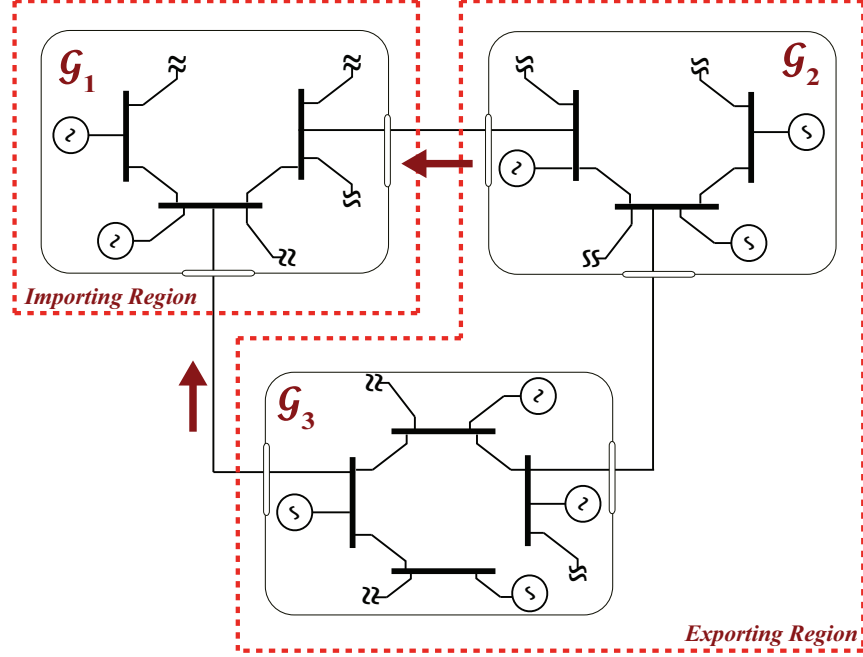 𝒢₁
𝒢₂
Importing Region
𝒢₃
Exporting Region